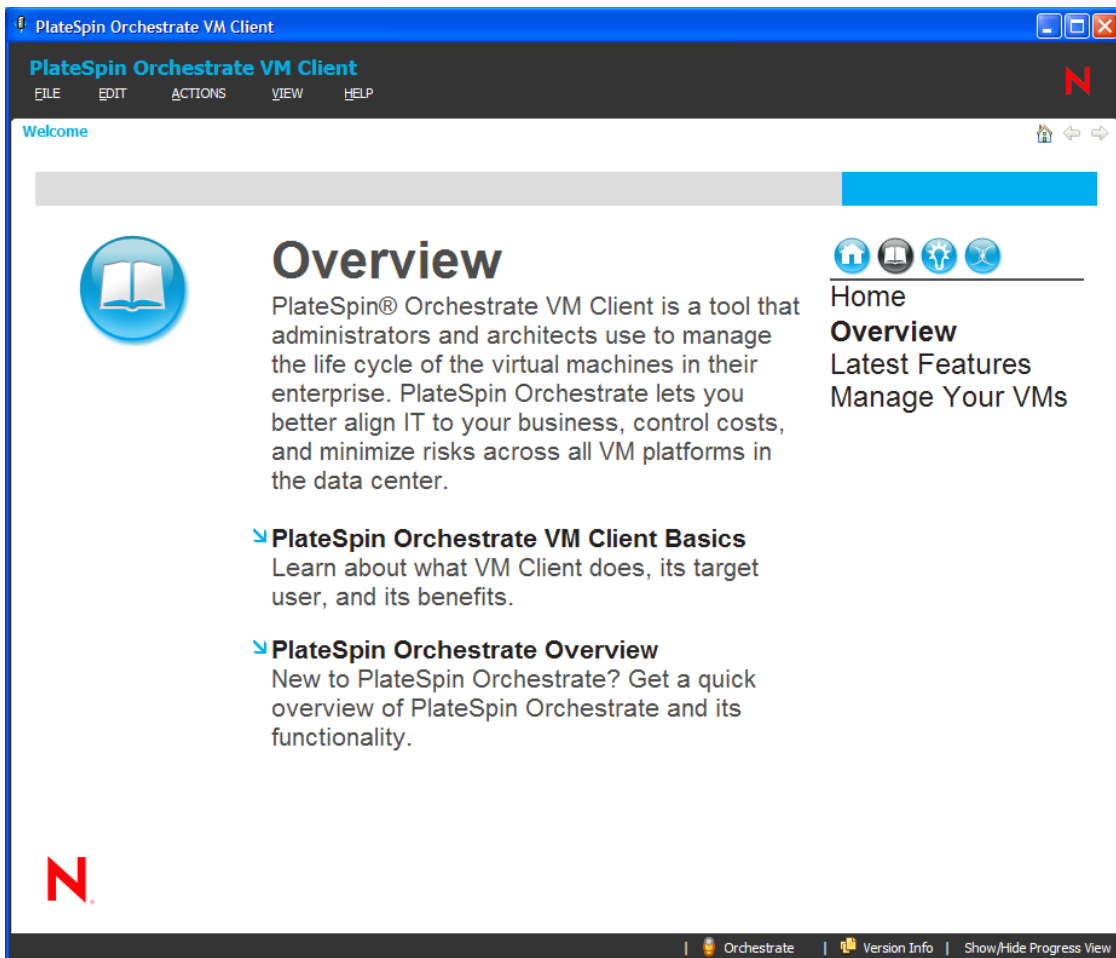 PlateSpin Orchestrate VM Client
PlateSpin Orchestrate VM Client
FILE EDIT ACTIONS VIEW HELP
N
Welcome
Overview
PlateSpin® Orchestrate VM Client is a tool that
administrators and architects use to manage
the life cycle of the virtual machines in their
enterprise. PlateSpin Orchestrate lets you
better align IT to your business, control costs,
and minimize risks across all VM platforms in
the data center.
PlateSpin Orchestrate VM Client Basics
Learn about what VM Client does, its target
user, and its benefits.
PlateSpin Orchestrate Overview
New to PlateSpin Orchestrate? Get a quick
overview of PlateSpin Orchestrate and its
functionality.
Home
Overview
Latest Features
Manage Your VMs
N®
| Orchestrate | Version Info | Show/Hide Progress View